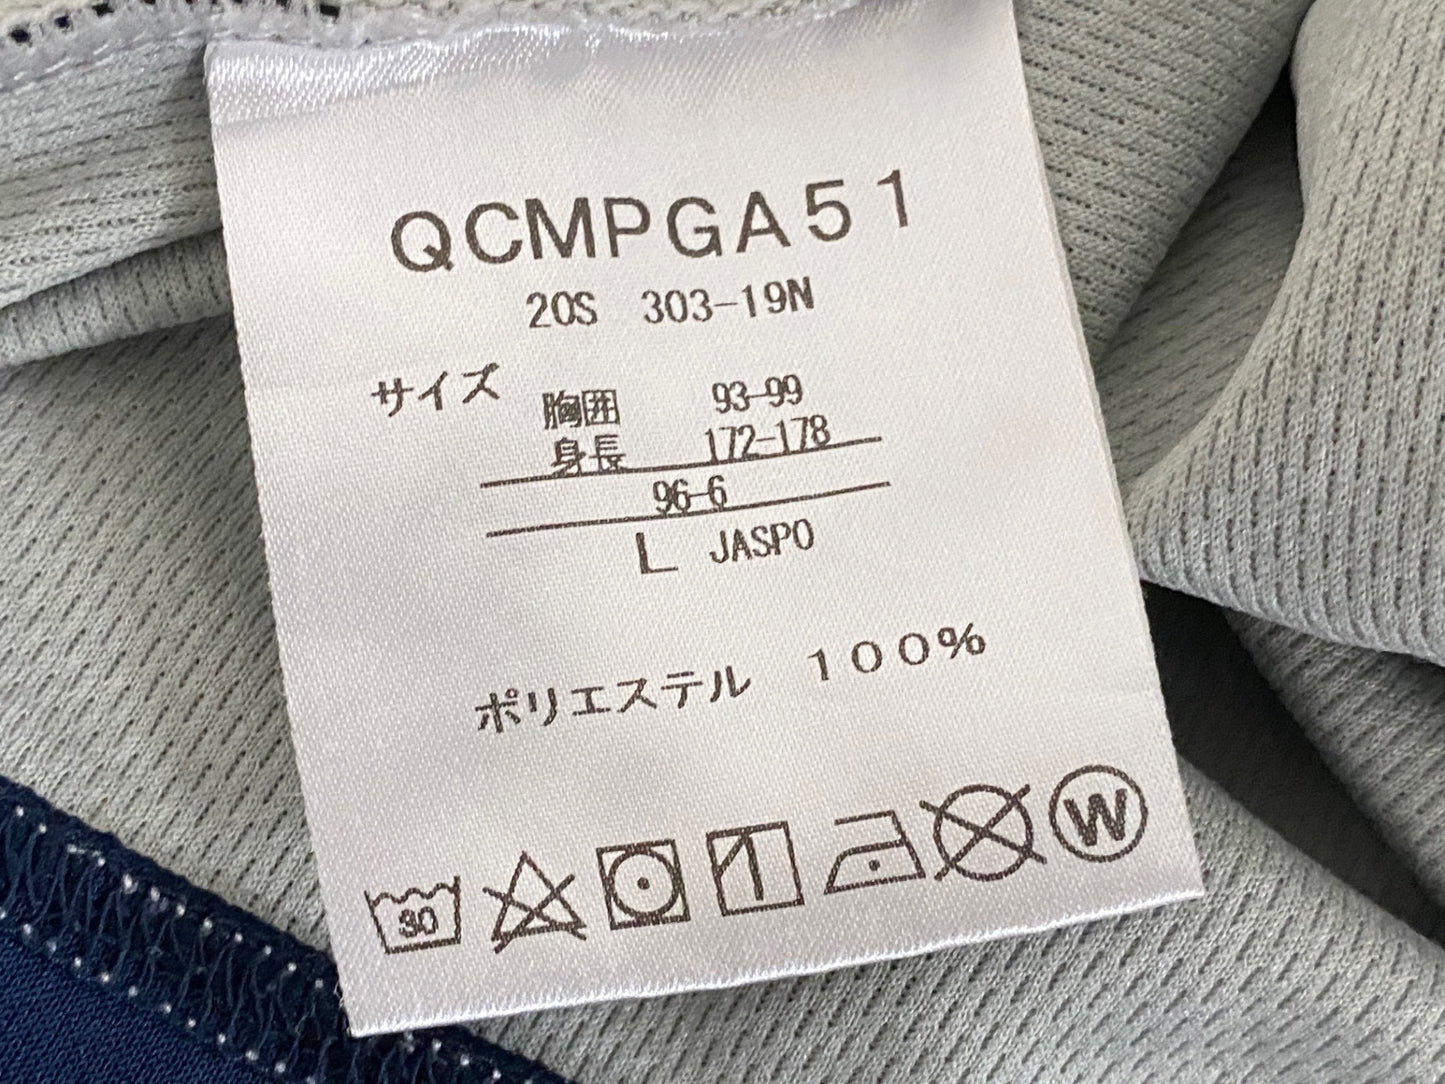 QCMPGA51
20S 303-19N
サイズ 胸囲 93-99
身長 172-178
96-6
L JASPO
ポリエステル 100%
30 W